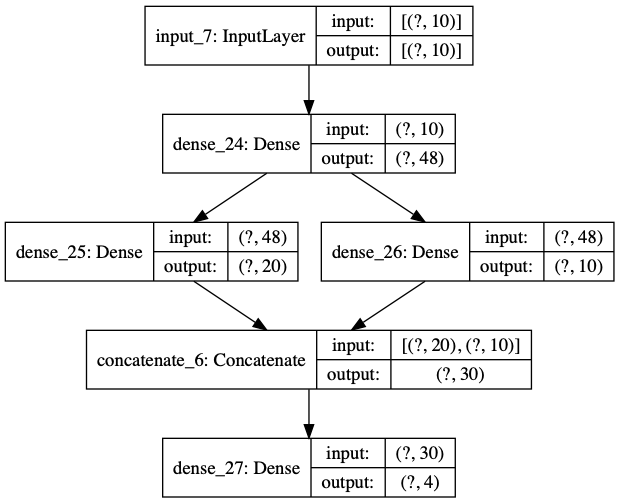 input_7: InputLayer
input: [(?, 10)]
output: [(?, 10)]
dense_24: Dense
input: (?, 10)
output: (?, 48)
dense_25: Dense
input: (?, 48)
output: (?, 20)
dense_26: Dense
input: (?, 48)
output: (?, 10)
concatenate_6: Concatenate
input: [(?, 20), (?, 10)]
output: (?, 30)
dense_27: Dense
input: (?, 30)
output: (?, 4)